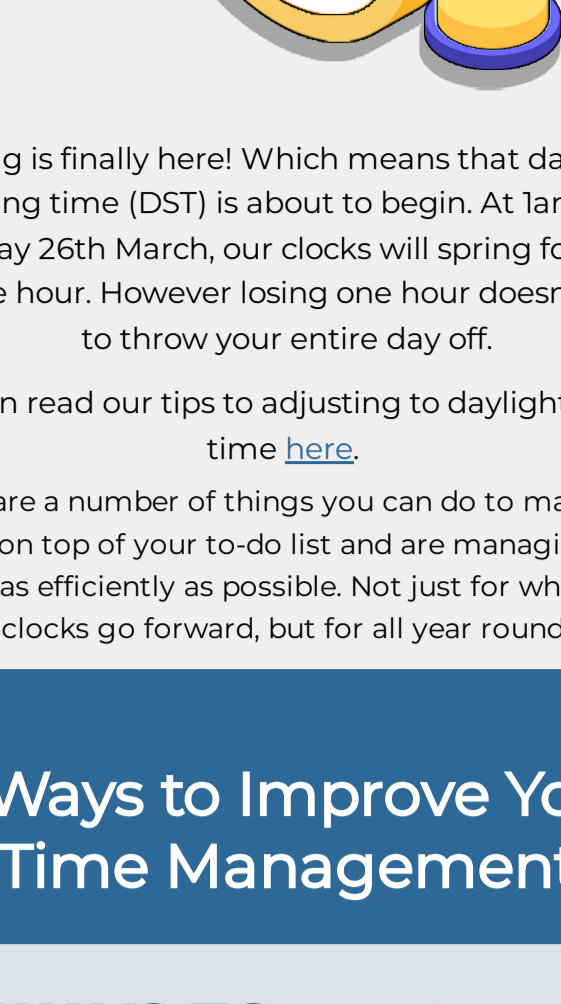 g is finally here! Which means that da
ng time (DST) is about to begin. At 1ar
ay 26th March, our clocks will spring fo
e hour. However losing one hour doesn
to throw your entire day off.
n read our tips to adjusting to daylight
time here.
are a number of things you can do to ma
on top of your to-do list and are managi
as efficiently as possible. Not just for wh
clocks go forward, but for all year round
Ways to Improve Yo
Time Management